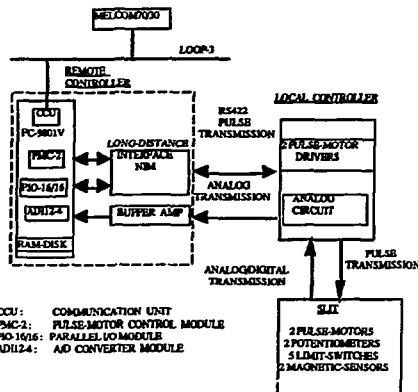 MELCOM70/30
LOOP-3
REMOTE
CONTROLLER
CCU
PC-9801V
PMC-2
PIO-16/16
ADI12-4
RAM-DISK
LONG-DISTANCE
INTERFACE
NIM
BUFFER AMP
RS422
PULSE
TRANSMISSION
ANALOG
TRANSMISSION
LOCAL CONTROLLER
2 PULSE-MOTOR
DRIVERS
ANALOG
CIRCUIT
ANALOG/DIGITAL
TRANSMISSION
PULSE
TRANSMISSION
SLIT
2 PULSE-MOTORS
2 POTENTIOMETERS
5 LIMIT-SWITCHES
2 MAGNETIC-SENSORS
CCU: COMMUNICATION UNIT
PMC-2: PULSE-MOTOR CONTROL MODULE
PIO-16/16: PARALLEL I/O MODULE
ADI12-4: A/D CONVERTER MODULE